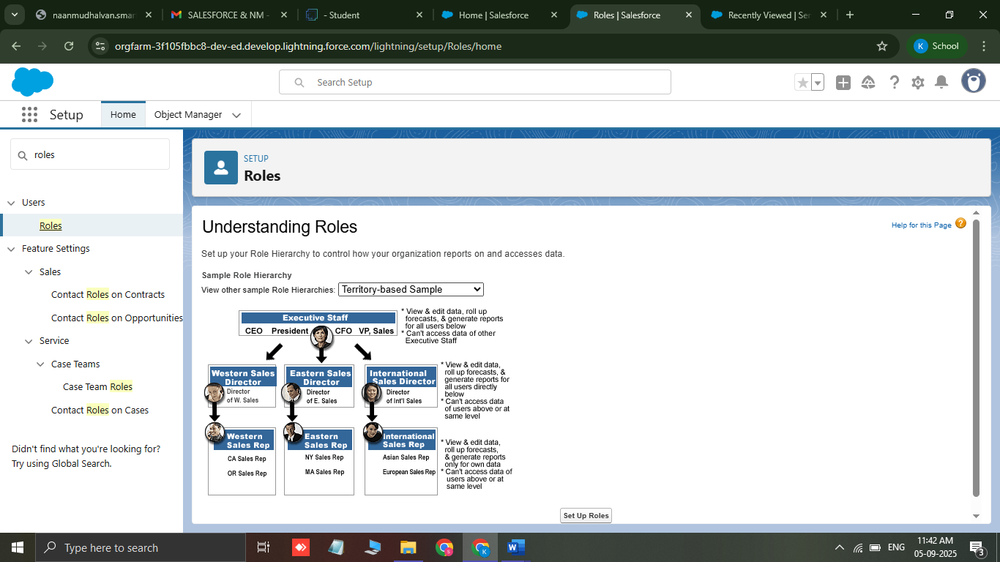 naanmudhalvan.smar
SALESFORCE & NM -
- Student
Home | Salesforce
Roles | Salesforce
Recently Viewed | Ser
orgfarm-3f105fbbc8-dev-ed.develop.lightning.force.com/lightning/setup/Roles/home
K
School
Search Setup
Setup
Home
Object Manager
roles
Users
Roles
Feature Settings
Sales
Contact Roles on Contracts
Contact Roles on Opportunities
Service
Case Teams
Case Team Roles
Contact Roles on Cases
Didn't find what you're looking for?
Try using Global Search.
SETUP
Roles
Understanding Roles
Help for this Page
?
Set up your Role Hierarchy to control how your organization reports on and accesses data.
Sample Role Hierarchy
View other sample Role Hierarchies: Territory-based Sample
Executive Staff
CEO President CFO VP, Sales
* View & edit data, roll up
forecasts, & generate reports
for all users below
* Can't access data of other
Executive Staff
Western Sales
Director
Director
of W. Sales
Eastern Sales
Director
Director
of E. Sales
International
Sales Director
Director
of Int'l Sales
* View & edit data,
roll up forecasts, &
generate reports for
all users directly
below
* Can't access data
of users above or at
same level
Western
Sales Rep
CA Sales Rep
OR Sales Rep
Eastern
Sales Rep
NY Sales Rep
MA Sales Rep
International
Sales Rep
Asian Sales Rep
European Sales Rep
* View & edit data,
roll up forecasts,
& generate reports
only for own data
* Can't access data of
users above or at
same level
Set Up Roles
Type here to search
S
K
W
ENG
11:42 AM
05-09-2025
3